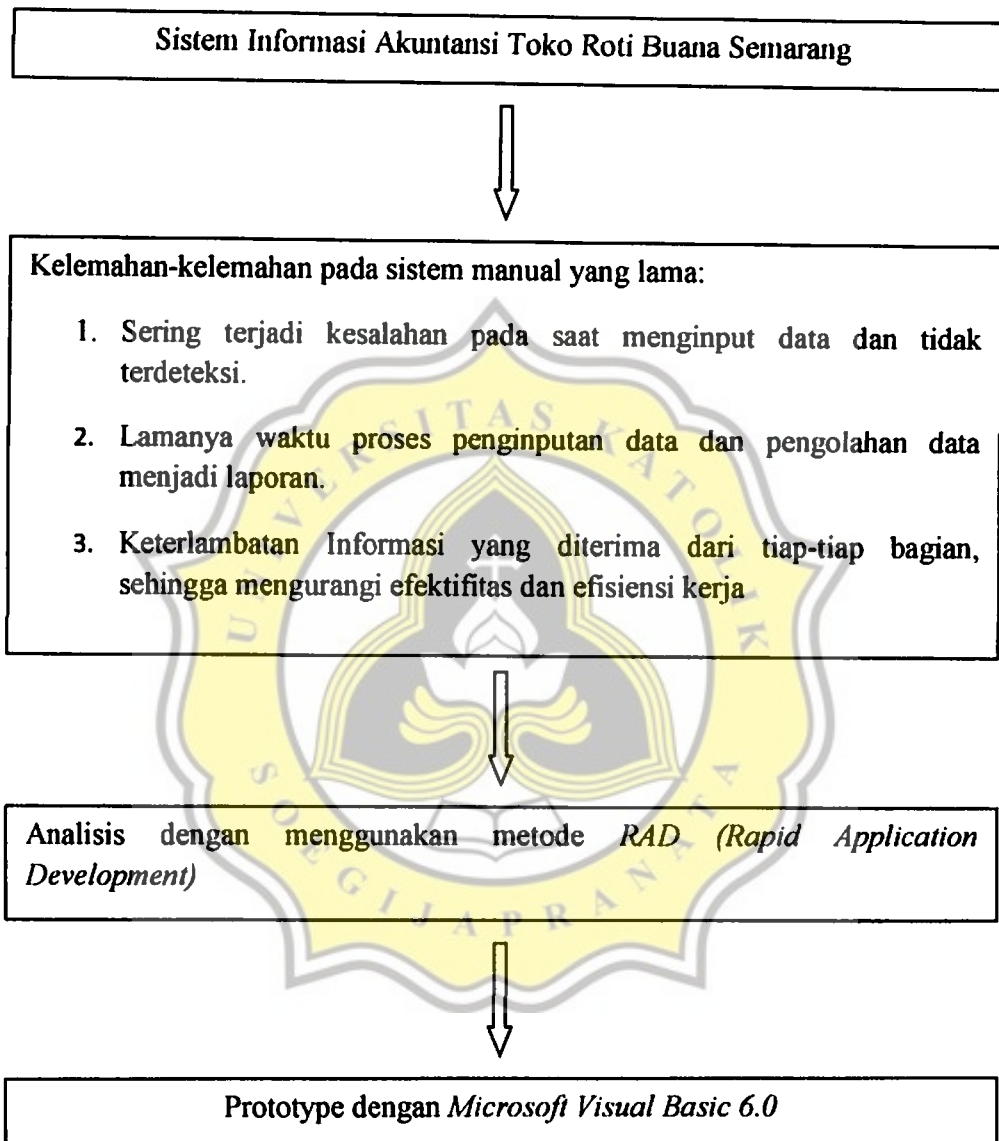 Sistem Informasi Akuntansi Toko Roti Buana Semarang
Kelemahan-kelemahan pada sistem manual yang lama:
1. Sering terjadi kesalahan pada saat menginput data dan tidak
terdeteksi.
2. Lamanya waktu proses penginputan data dan pengolahan data
menjadi laporan.
3. Keterlambatan Informasi yang diterima dari tiap-tiap bagian,
sehingga mengurangi efektifitas dan efisiensi kerja
UNIVERSITAS KATOLIK
SOEGIJAPRANATA
Analisis dengan menggunakan metode RAD (Rapid Application
Development)
Prototype dengan Microsoft Visual Basic 6.0